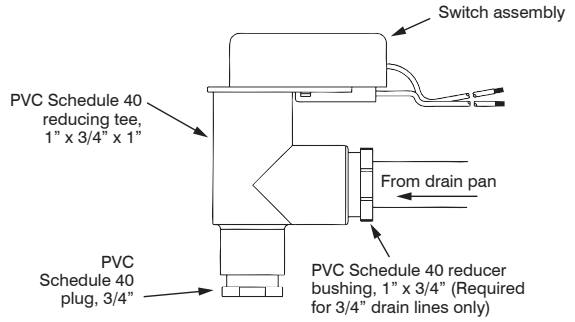 Switch assembly
PVC Schedule 40
reducing tee,
1” x 3/4” x 1”
From drain pan
PVC
Schedule 40
plug, 3/4”
PVC Schedule 40 reducer
bushing, 1” x 3/4” (Required
for 3/4” drain lines only)